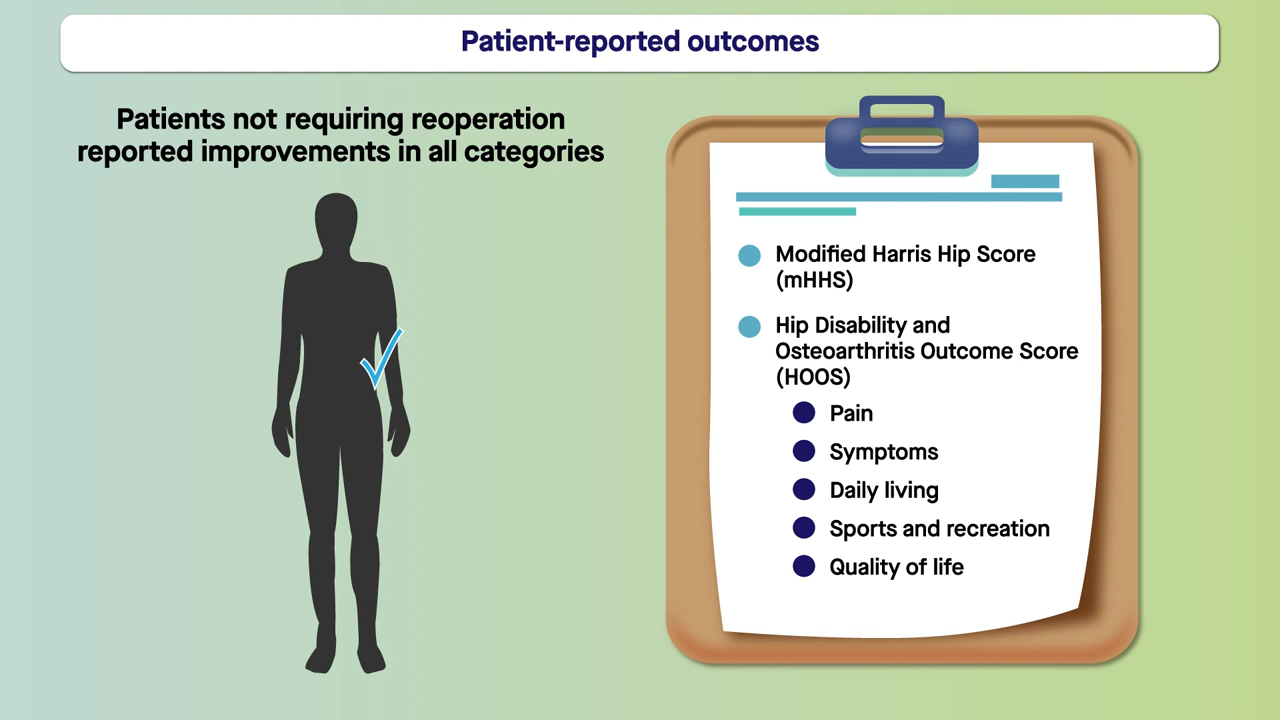 Patient-reported outcomes
Patients not requiring reoperation
reported improvements in all categories
Modified Harris Hip Score
(mHHS)
Hip Disability and
Osteoarthritis Outcome Score
(HOOS)
Pain
Symptoms
Daily living
Sports and recreation
Quality of life